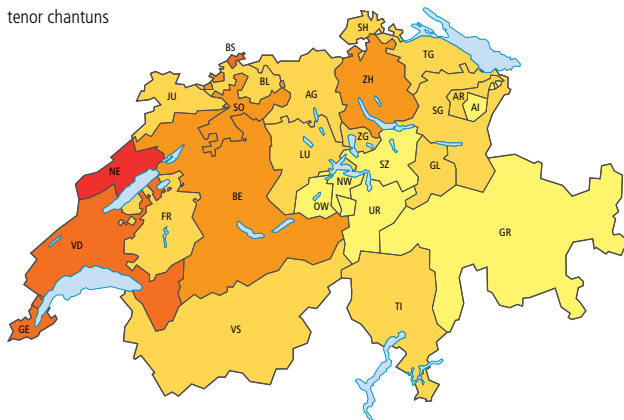 tenor chantuns
SH
BS
TG
BL
ZH
JU
AG
AR
AI
SO
SG
ZG
LU
SZ
GL
NE
NW
BE
OW
FR
UR
GR
VD
TI
GE
VS